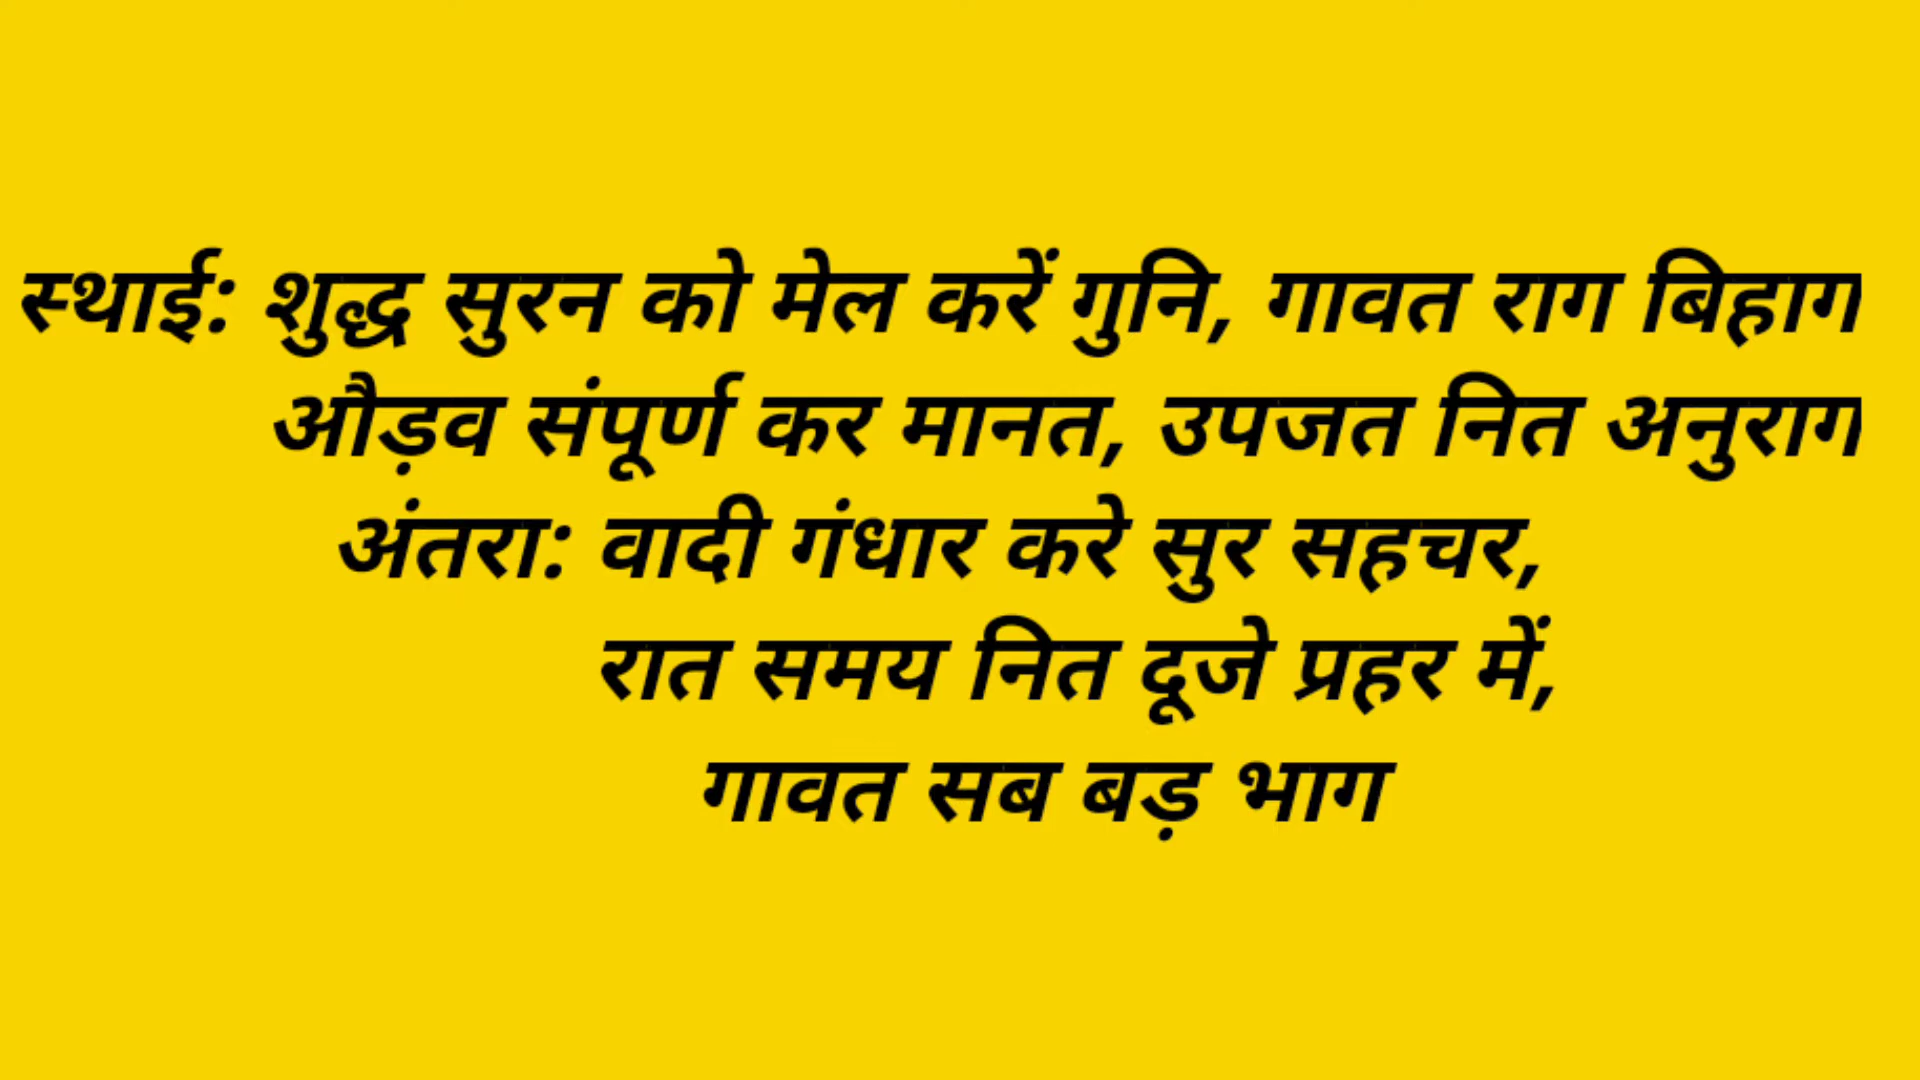 स्थाई: शुद्ध सुरन को मेल करें गुनि, गावत राग बिहाग
औड़व संपूर्ण कर मानत, उपजत नित अनुराग
अंतरा: वादी गंधार करे सुर सहचर,
रात समय नित दूजे प्रहर में,
गावत सब बड़ भाग